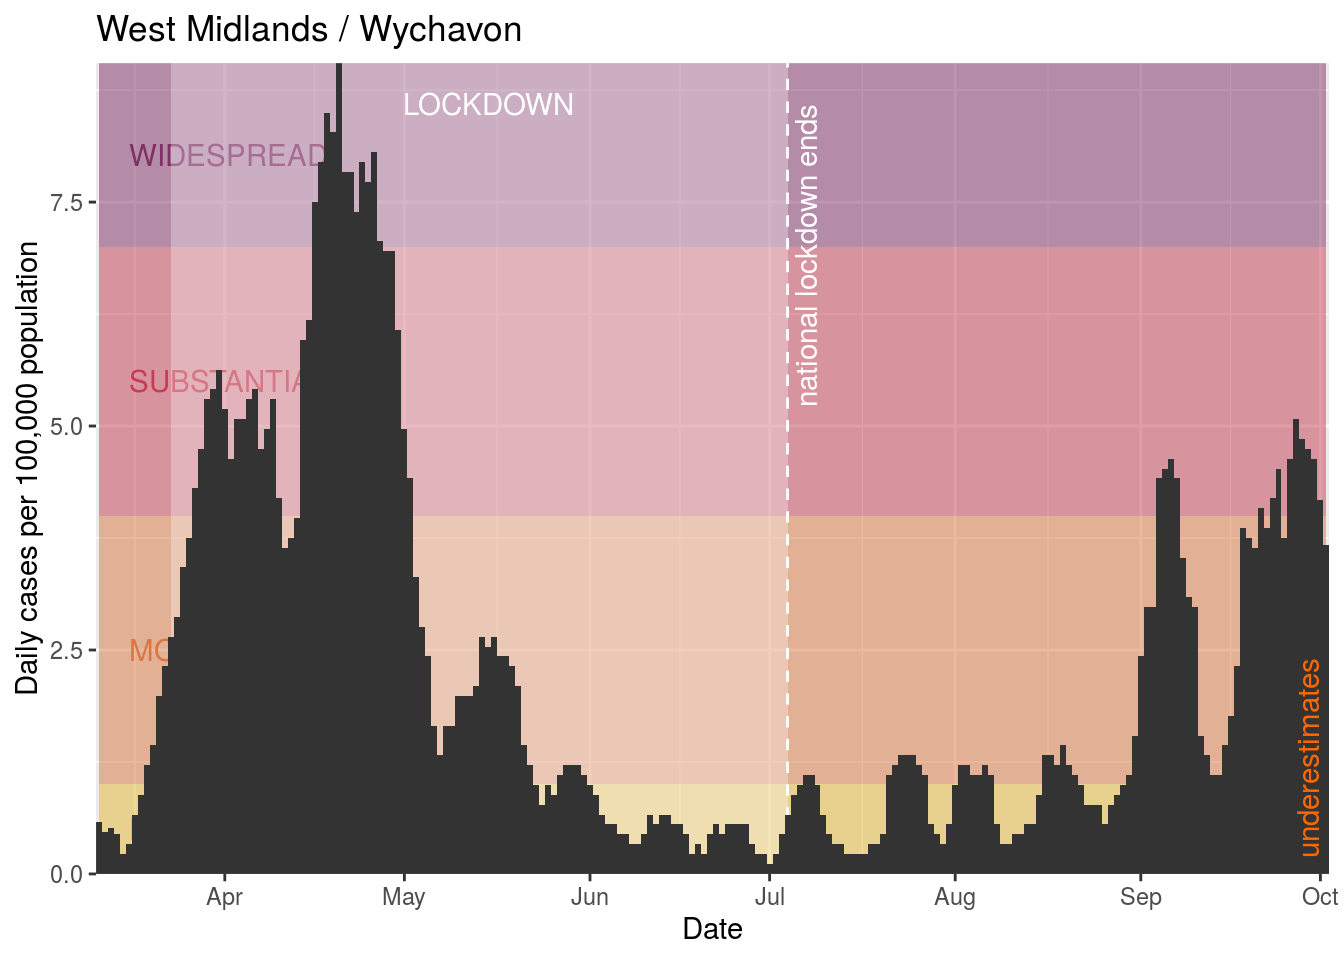 West Midlands / Wychavon
LOCKDOWN
WIDESPREAD
national lockdown ends
SUBSTANTIA
MO
underestimates
Daily cases per 100,000 population
7.5
5.0
2.5
0.0
Apr
May
Jun
Jul
Aug
Sep
Oct
Date